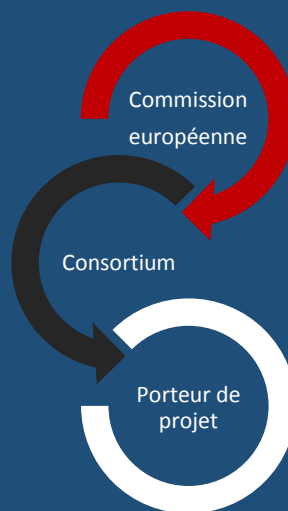 Commission
européenne
Consortium
Porteur de
projet